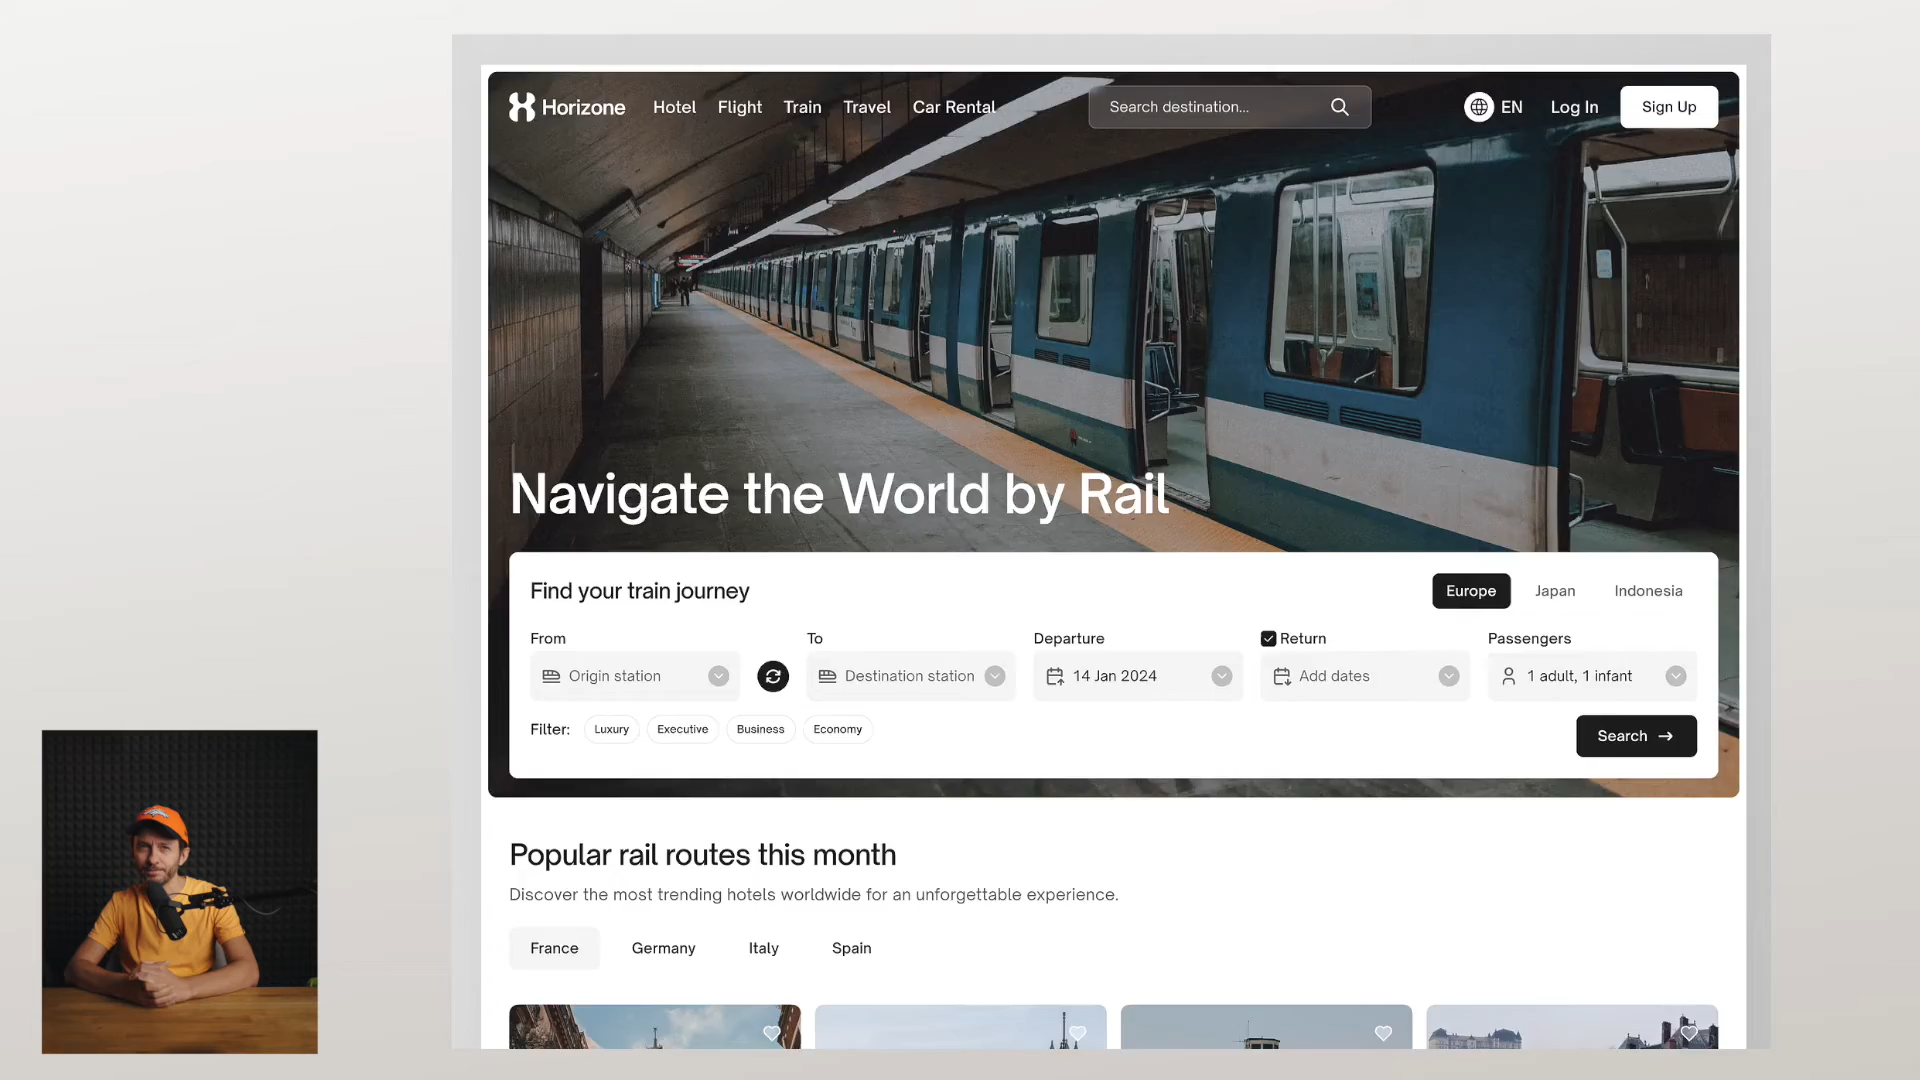 Horizone Hotel Flight Train Travel Car Rental Search destination... EN Log In Sign Up
Navigate the World by Rail
Find your train journey Europe Japan Indonesia
From To Departure Return Passengers
Origin station Destination station 14 Jan 2024 Add dates 1 adult, 1 infant
Filter: Luxury Executive Business Economy Search →
Popular rail routes this month
Discover the most trending hotels worldwide for an unforgettable experience.
France Germany Italy Spain